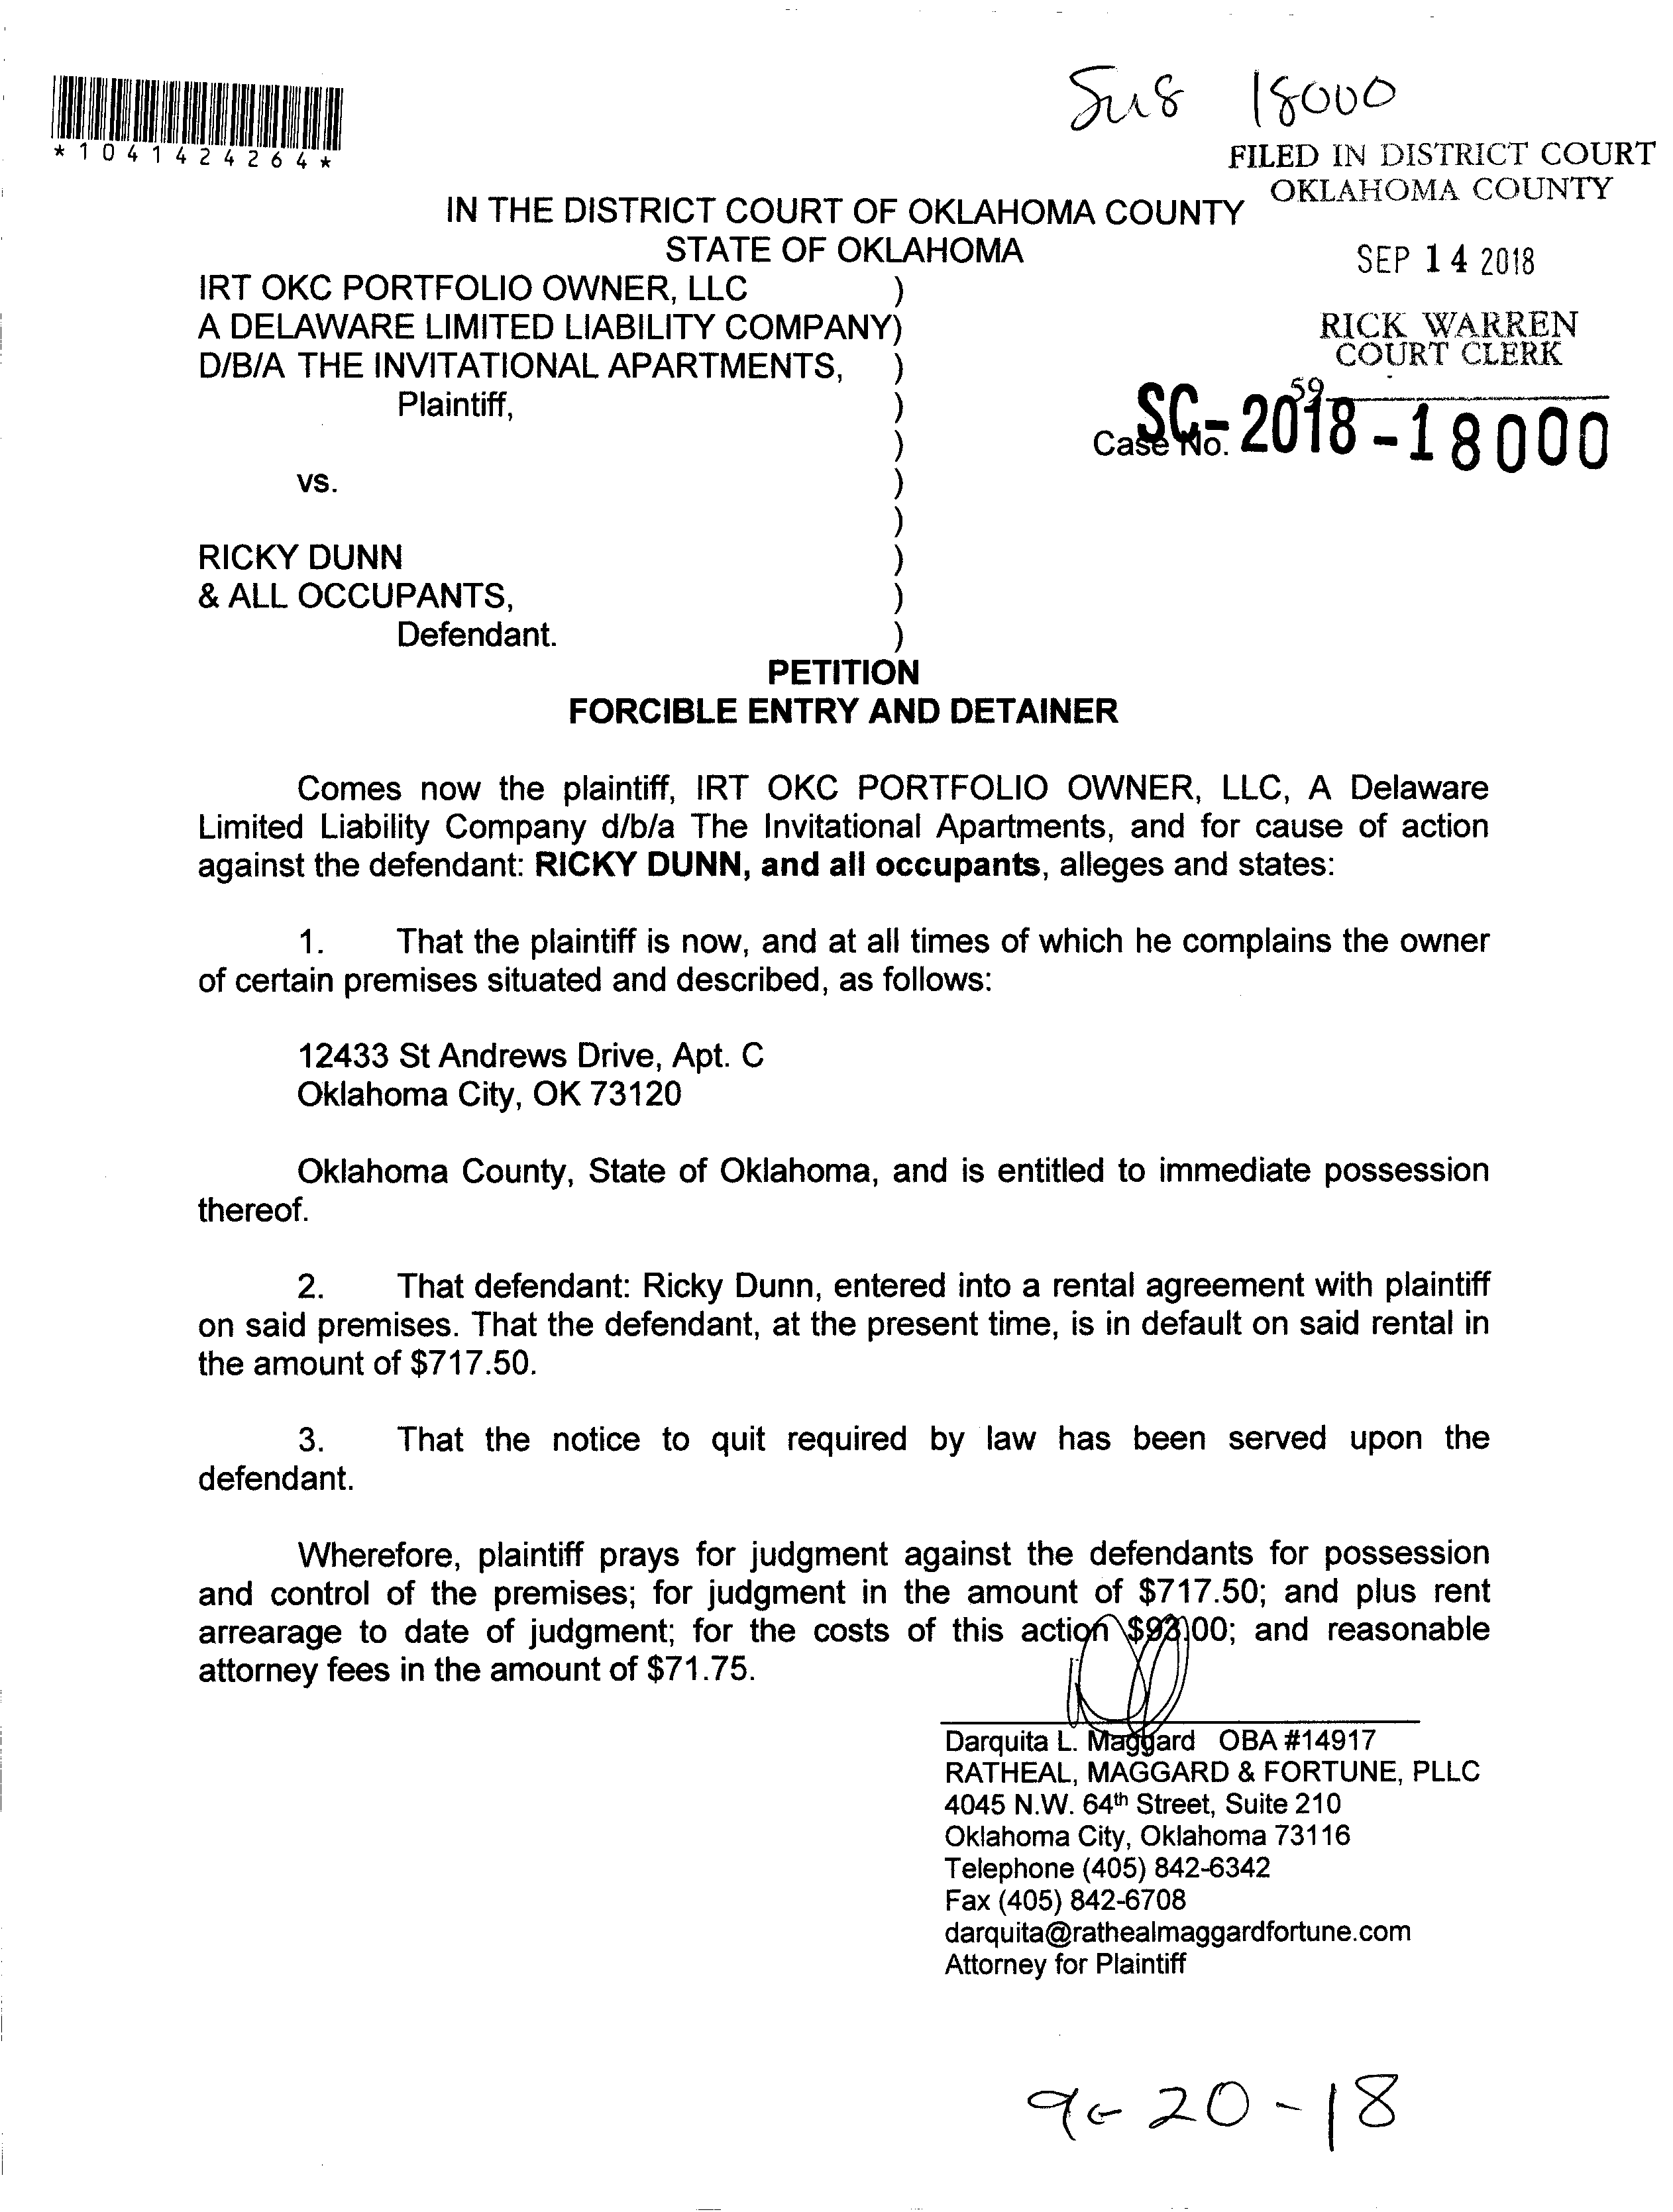 *1041424264*
18000
FILED IN DISTRICT COURT
OKLAHOMA COUNTY
IN THE DISTRICT COURT OF OKLAHOMA COUNTY
STATE OF OKLAHOMA
SEP 14 2018
IRT OKC PORTFOLIO OWNER, LLC )
A DELAWARE LIMITED LIABILITY COMPANY)
D/B/A THE INVITATIONAL APARTMENTS, )
Plaintiff, )
RICK WARREN
COURT CLERK
59
)
Case No. SC-2018-18000
vs. )
)
RICKY DUNN )
& ALL OCCUPANTS, )
Defendant. )
PETITION
FORCIBLE ENTRY AND DETAINER
Comes now the plaintiff, IRT OKC PORTFOLIO OWNER, LLC, A Delaware
Limited Liability Company d/b/a The Invitational Apartments, and for cause of action
against the defendant: RICKY DUNN, and all occupants, alleges and states:
1. That the plaintiff is now, and at all times of which he complains the owner
of certain premises situated and described, as follows:
12433 St Andrews Drive, Apt. C
Oklahoma City, OK 73120
Oklahoma County, State of Oklahoma, and is entitled to immediate possession
thereof.
2. That defendant: Ricky Dunn, entered into a rental agreement with plaintiff
on said premises. That the defendant, at the present time, is in default on said rental in
the amount of $717.50.
3. That the notice to quit required by law has been served upon the
defendant.
Wherefore, plaintiff prays for judgment against the defendants for possession
and control of the premises; for judgment in the amount of $717.50; and plus rent
arrearage to date of judgment; for the costs of this action $93.00; and reasonable
attorney fees in the amount of $71.75.
Darquita L. Maggard OBA #14917
RATHEAL, MAGGARD & FORTUNE, PLLC
4045 N.W. 64th Street, Suite 210
Oklahoma City, Oklahoma 73116
Telephone (405) 842-6342
Fax (405) 842-6708
darquita@rathealmaggardfortune.com
Attorney for Plaintiff
9-20-18